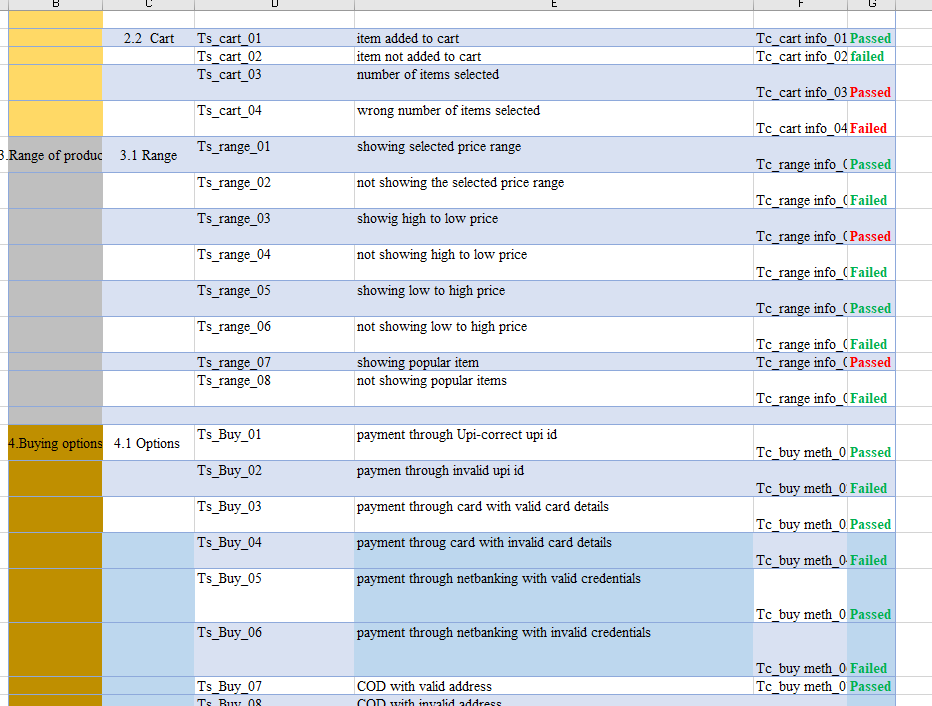 B C D E F G
2.2 Cart Ts_cart_01 item added to cart Tc_cart info_01 Passed
Ts_cart_02 item not added to cart Tc_cart info_02 failed
Ts_cart_03 number of items selected
Tc_cart info_03 Passed
Ts_cart_04 wrong number of items selected
Tc_cart info_04 Failed
3.Range of produc 3.1 Range Ts_range_01 showing selected price range
Tc_range info_( Passed
Ts_range_02 not showing the selected price range
Tc_range info_( Failed
Ts_range_03 showig high to low price
Tc_range info_( Passed
Ts_range_04 not showing high to low price
Tc_range info_( Failed
Ts_range_05 showing low to high price
Tc_range info_( Passed
Ts_range_06 not showing low to high price
Tc_range info_( Failed
Ts_range_07 showing popular item Tc_range info_( Passed
Ts_range_08 not showing popular items
Tc_range info_( Failed
4.Buying options 4.1 Options Ts_Buy_01 payment through Upi-correct upi id
Tc_buy meth_0 Passed
Ts_Buy_02 paymen through invalid upi id
Tc_buy meth_0 Failed
Ts_Buy_03 payment through card with valid card details
Tc_buy meth_0 Passed
Ts_Buy_04 payment throug card with invalid card details
Tc_buy meth_0 Failed
Ts_Buy_05 payment through netbanking with valid credentials
Tc_buy meth_0 Passed
Ts_Buy_06 payment through netbanking with invalid credentials
Tc_buy meth_0 Failed
Ts_Buy_07 COD with valid address Tc_buy meth_0 Passed
Ts_Buy_08 COD with invalid address